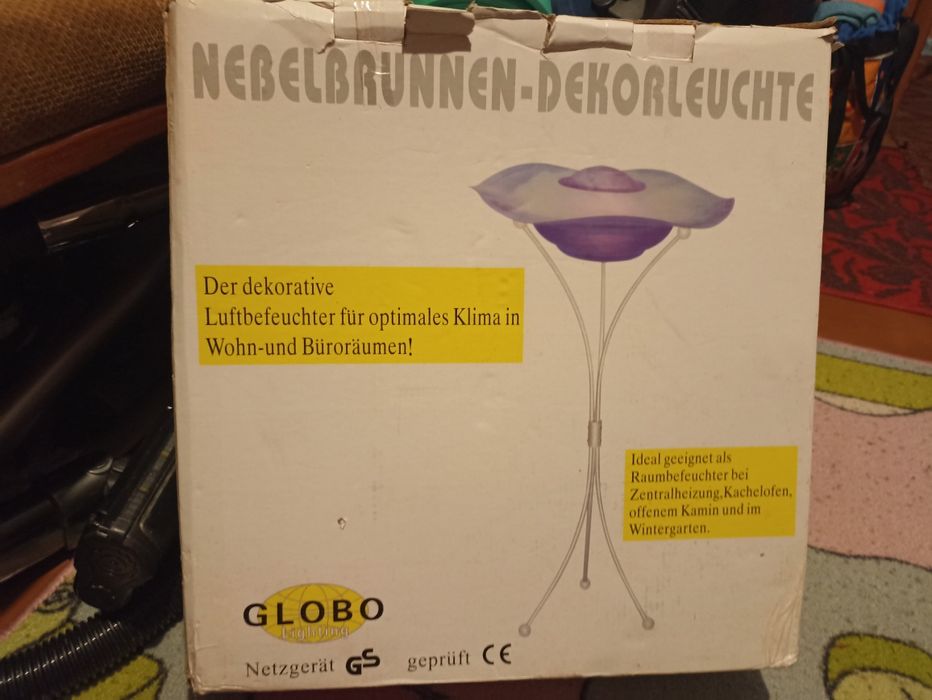 NEBELBRUNNEN-DEKORLEUCHTE
Der dekorative
Luftbefeuchter für optimales Klima in
Wohn-und Büroräumen!
Ideal geeignet als
Raumbefeuchter bei
Zentralheizung,Kachelofen,
offenem Kamin und im
Wintergarten.
GLOBO
Lighting
Netzgerät GS geprüft CE